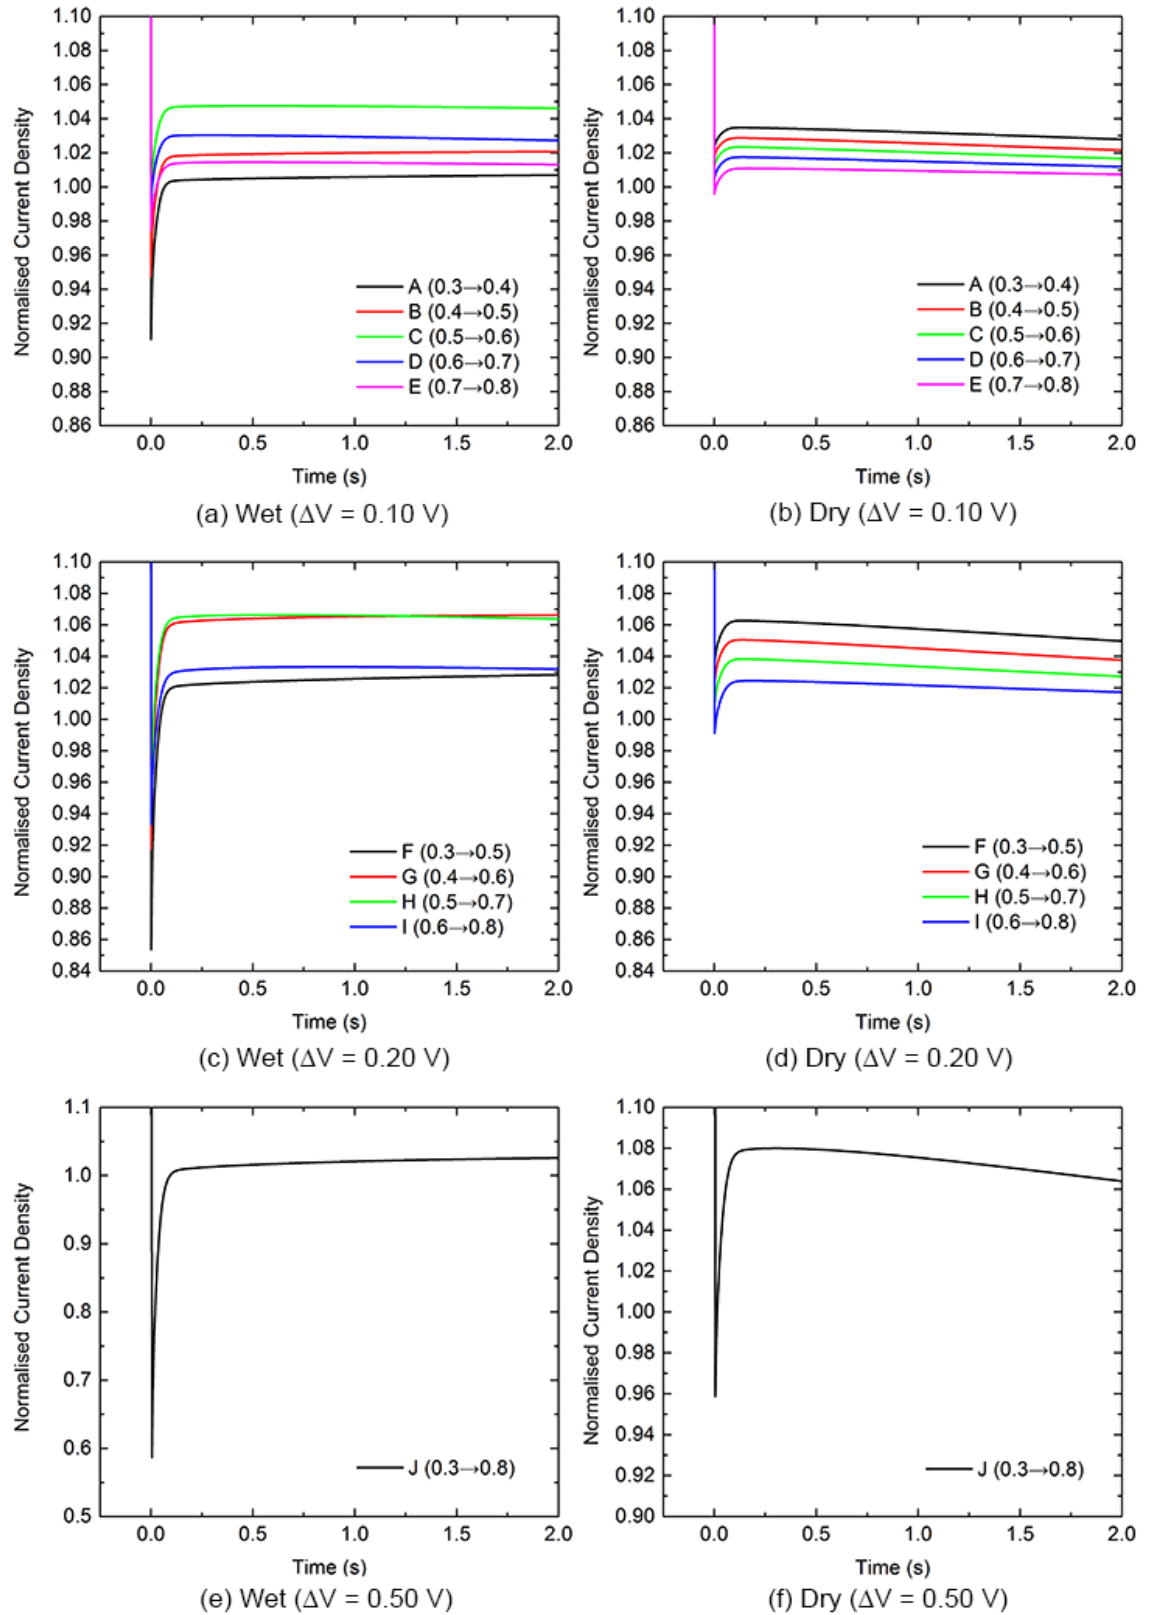 1.10
1.08
1.06
1.04
1.02
1.00
0.98
0.96
0.94
0.92
0.90
0.88
0.86
Normalised Current Density
A (0.3→0.4)
B (0.4→0.5)
C (0.5→0.6)
D (0.6→0.7)
E (0.7→0.8)
0.0 0.5 1.0 1.5 2.0
Time (s)
(a) Wet (ΔV = 0.10 V)
1.10
1.08
1.06
1.04
1.02
1.00
0.98
0.96
0.94
0.92
0.90
0.88
0.86
Normalised Current Density
A (0.3→0.4)
B (0.4→0.5)
C (0.5→0.6)
D (0.6→0.7)
E (0.7→0.8)
0.0 0.5 1.0 1.5 2.0
Time (s)
(b) Dry (ΔV = 0.10 V)
1.10
1.08
1.06
1.04
1.02
1.00
0.98
0.96
0.94
0.92
0.90
0.88
0.86
0.84
Normalised Current Density
F (0.3→0.5)
G (0.4→0.6)
H (0.5→0.7)
I (0.6→0.8)
0.0 0.5 1.0 1.5 2.0
Time (s)
(c) Wet (ΔV = 0.20 V)
1.10
1.08
1.06
1.04
1.02
1.00
0.98
0.96
0.94
0.92
0.90
0.88
0.86
0.84
Normalised Current Density
F (0.3→0.5)
G (0.4→0.6)
H (0.5→0.7)
I (0.6→0.8)
0.0 0.5 1.0 1.5 2.0
Time (s)
(d) Dry (ΔV = 0.20 V)
1.1
1.0
0.9
0.8
0.7
0.6
0.5
Normalised Current Density
J (0.3→0.8)
0.0 0.5 1.0 1.5 2.0
Time (s)
(e) Wet (ΔV = 0.50 V)
1.10
1.08
1.06
1.04
1.02
1.00
0.98
0.96
0.94
0.92
0.90
Normalised Current Density
J (0.3→0.8)
0.0 0.5 1.0 1.5 2.0
Time (s)
(f) Dry (ΔV = 0.50 V)